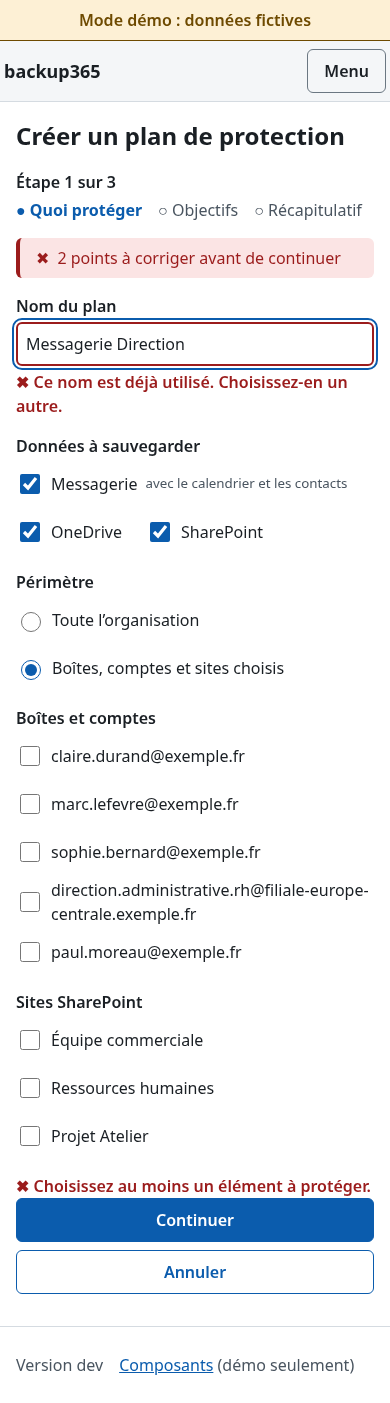 Mode démo : données fictives
backup365
Menu
Créer un plan de protection
Étape 1 sur 3
● Quoi protéger ○ Objectifs ○ Récapitulatif
✖ 2 points à corriger avant de continuer
Nom du plan
Messagerie Direction
✖ Ce nom est déjà utilisé. Choisissez-en un
autre.
Données à sauvegarder
Messagerie avec le calendrier et les contacts
OneDrive SharePoint
Périmètre
Toute l’organisation
Boîtes, comptes et sites choisis
Boîtes et comptes
claire.durand@exemple.fr
marc.lefevre@exemple.fr
sophie.bernard@exemple.fr
direction.administrative.rh@filiale-europe-
centrale.exemple.fr
paul.moreau@exemple.fr
Sites SharePoint
Équipe commerciale
Ressources humaines
Projet Atelier
✖ Choisissez au moins un élément à protéger.
Continuer
Annuler
Version dev Composants (démo seulement)